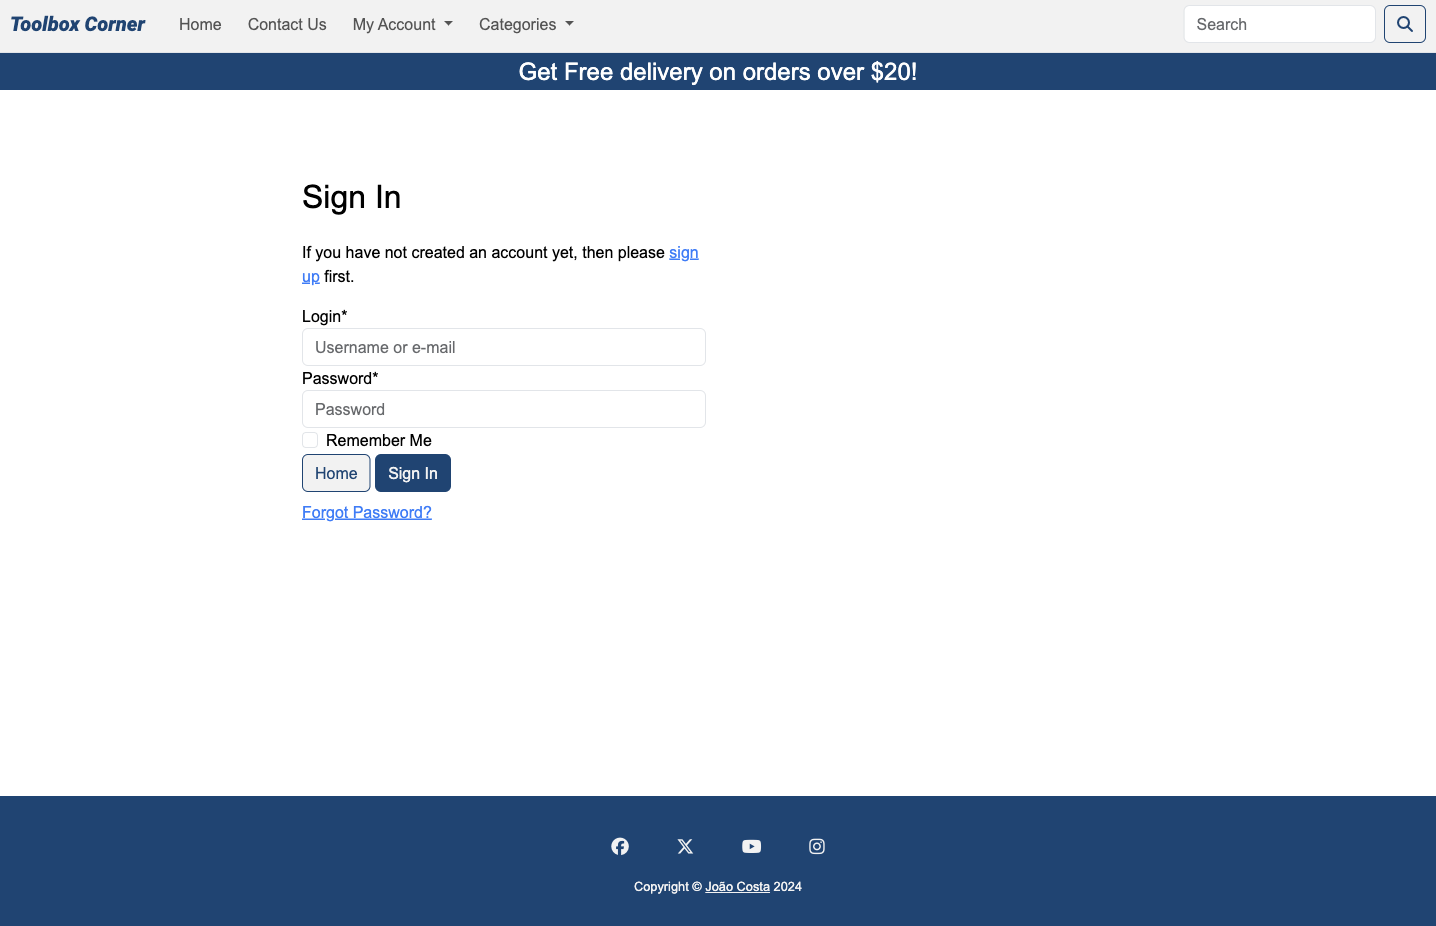 Toolbox Corner Home Contact Us My Account Categories Search
Get Free delivery on orders over $20!
Sign In
If you have not created an account yet, then please sign
up first.
Login*
Username or e-mail
Password*
Password
Remember Me
Home Sign In
Forgot Password?
Copyright © João Costa 2024